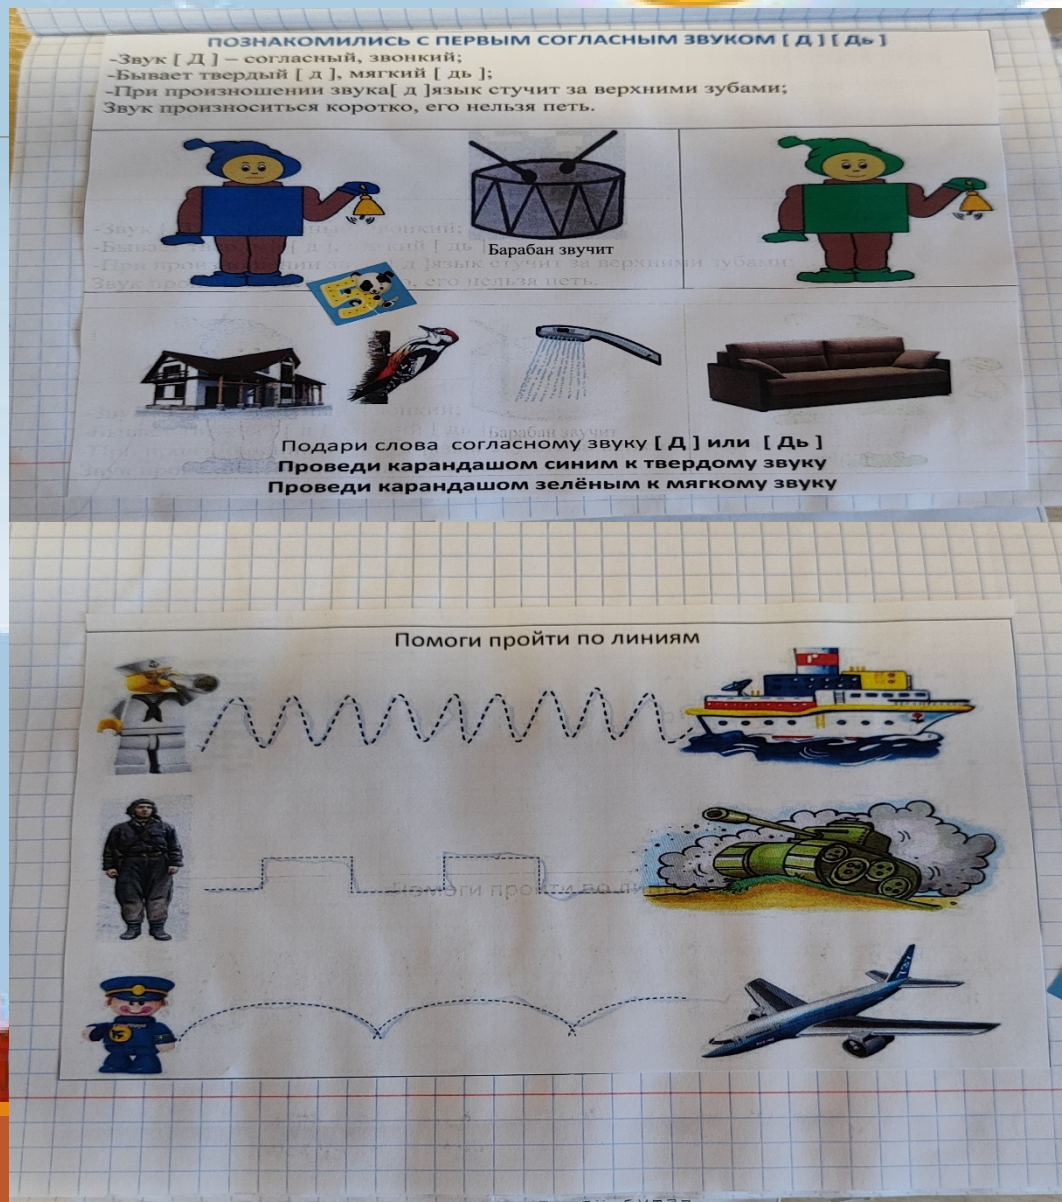 ПОЗНАКОМИЛИСЬ С ПЕРВЫМ СОГЛАСНЫМ ЗВУКОМ [ Д ] [ Дь ]
-Звук [ Д ] – согласный, звонкий;
-Бывает твердый [ д ], мягкий [ дь ];
-При произношении звука[ д ]язык стучит за верхними зубами;
Звук произноситься коротко, его нельзя петь.
Барабан звучит
Подари слова согласному звуку [ Д ] или [ Дь ]
Проведи карандашом синим к твердому звуку
Проведи карандашом зелёным к мягкому звуку
Помоги пройти по линиям